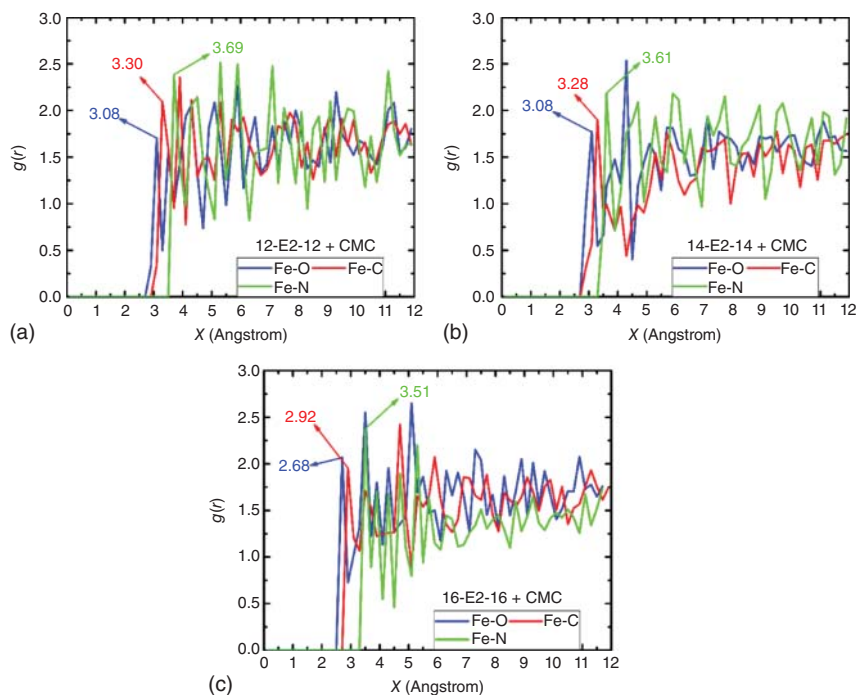 3.0
2.5
2.0
1.5
1.0
0.5
0.0
g(r)
3.69
3.30
3.08
12-E2-12 + CMC
Fe-O Fe-C
Fe-N
0 1 2 3 4 5 6 7 8 9 10 11 12
X (Angstrom)
(a)
3.0
2.5
2.0
1.5
1.0
0.5
0.0
g(r)
3.61
3.28
3.08
14-E2-14 + CMC
Fe-O Fe-C
Fe-N
0 1 2 3 4 5 6 7 8 9 10 11 12
X (Angstrom)
(b)
3.0
2.5
2.0
1.5
1.0
0.5
0.0
g(r)
3.51
2.92
2.68
16-E2-16 + CMC
Fe-O Fe-C
Fe-N
0 1 2 3 4 5 6 7 8 9 10 11 12
X (Angstrom)
(c)